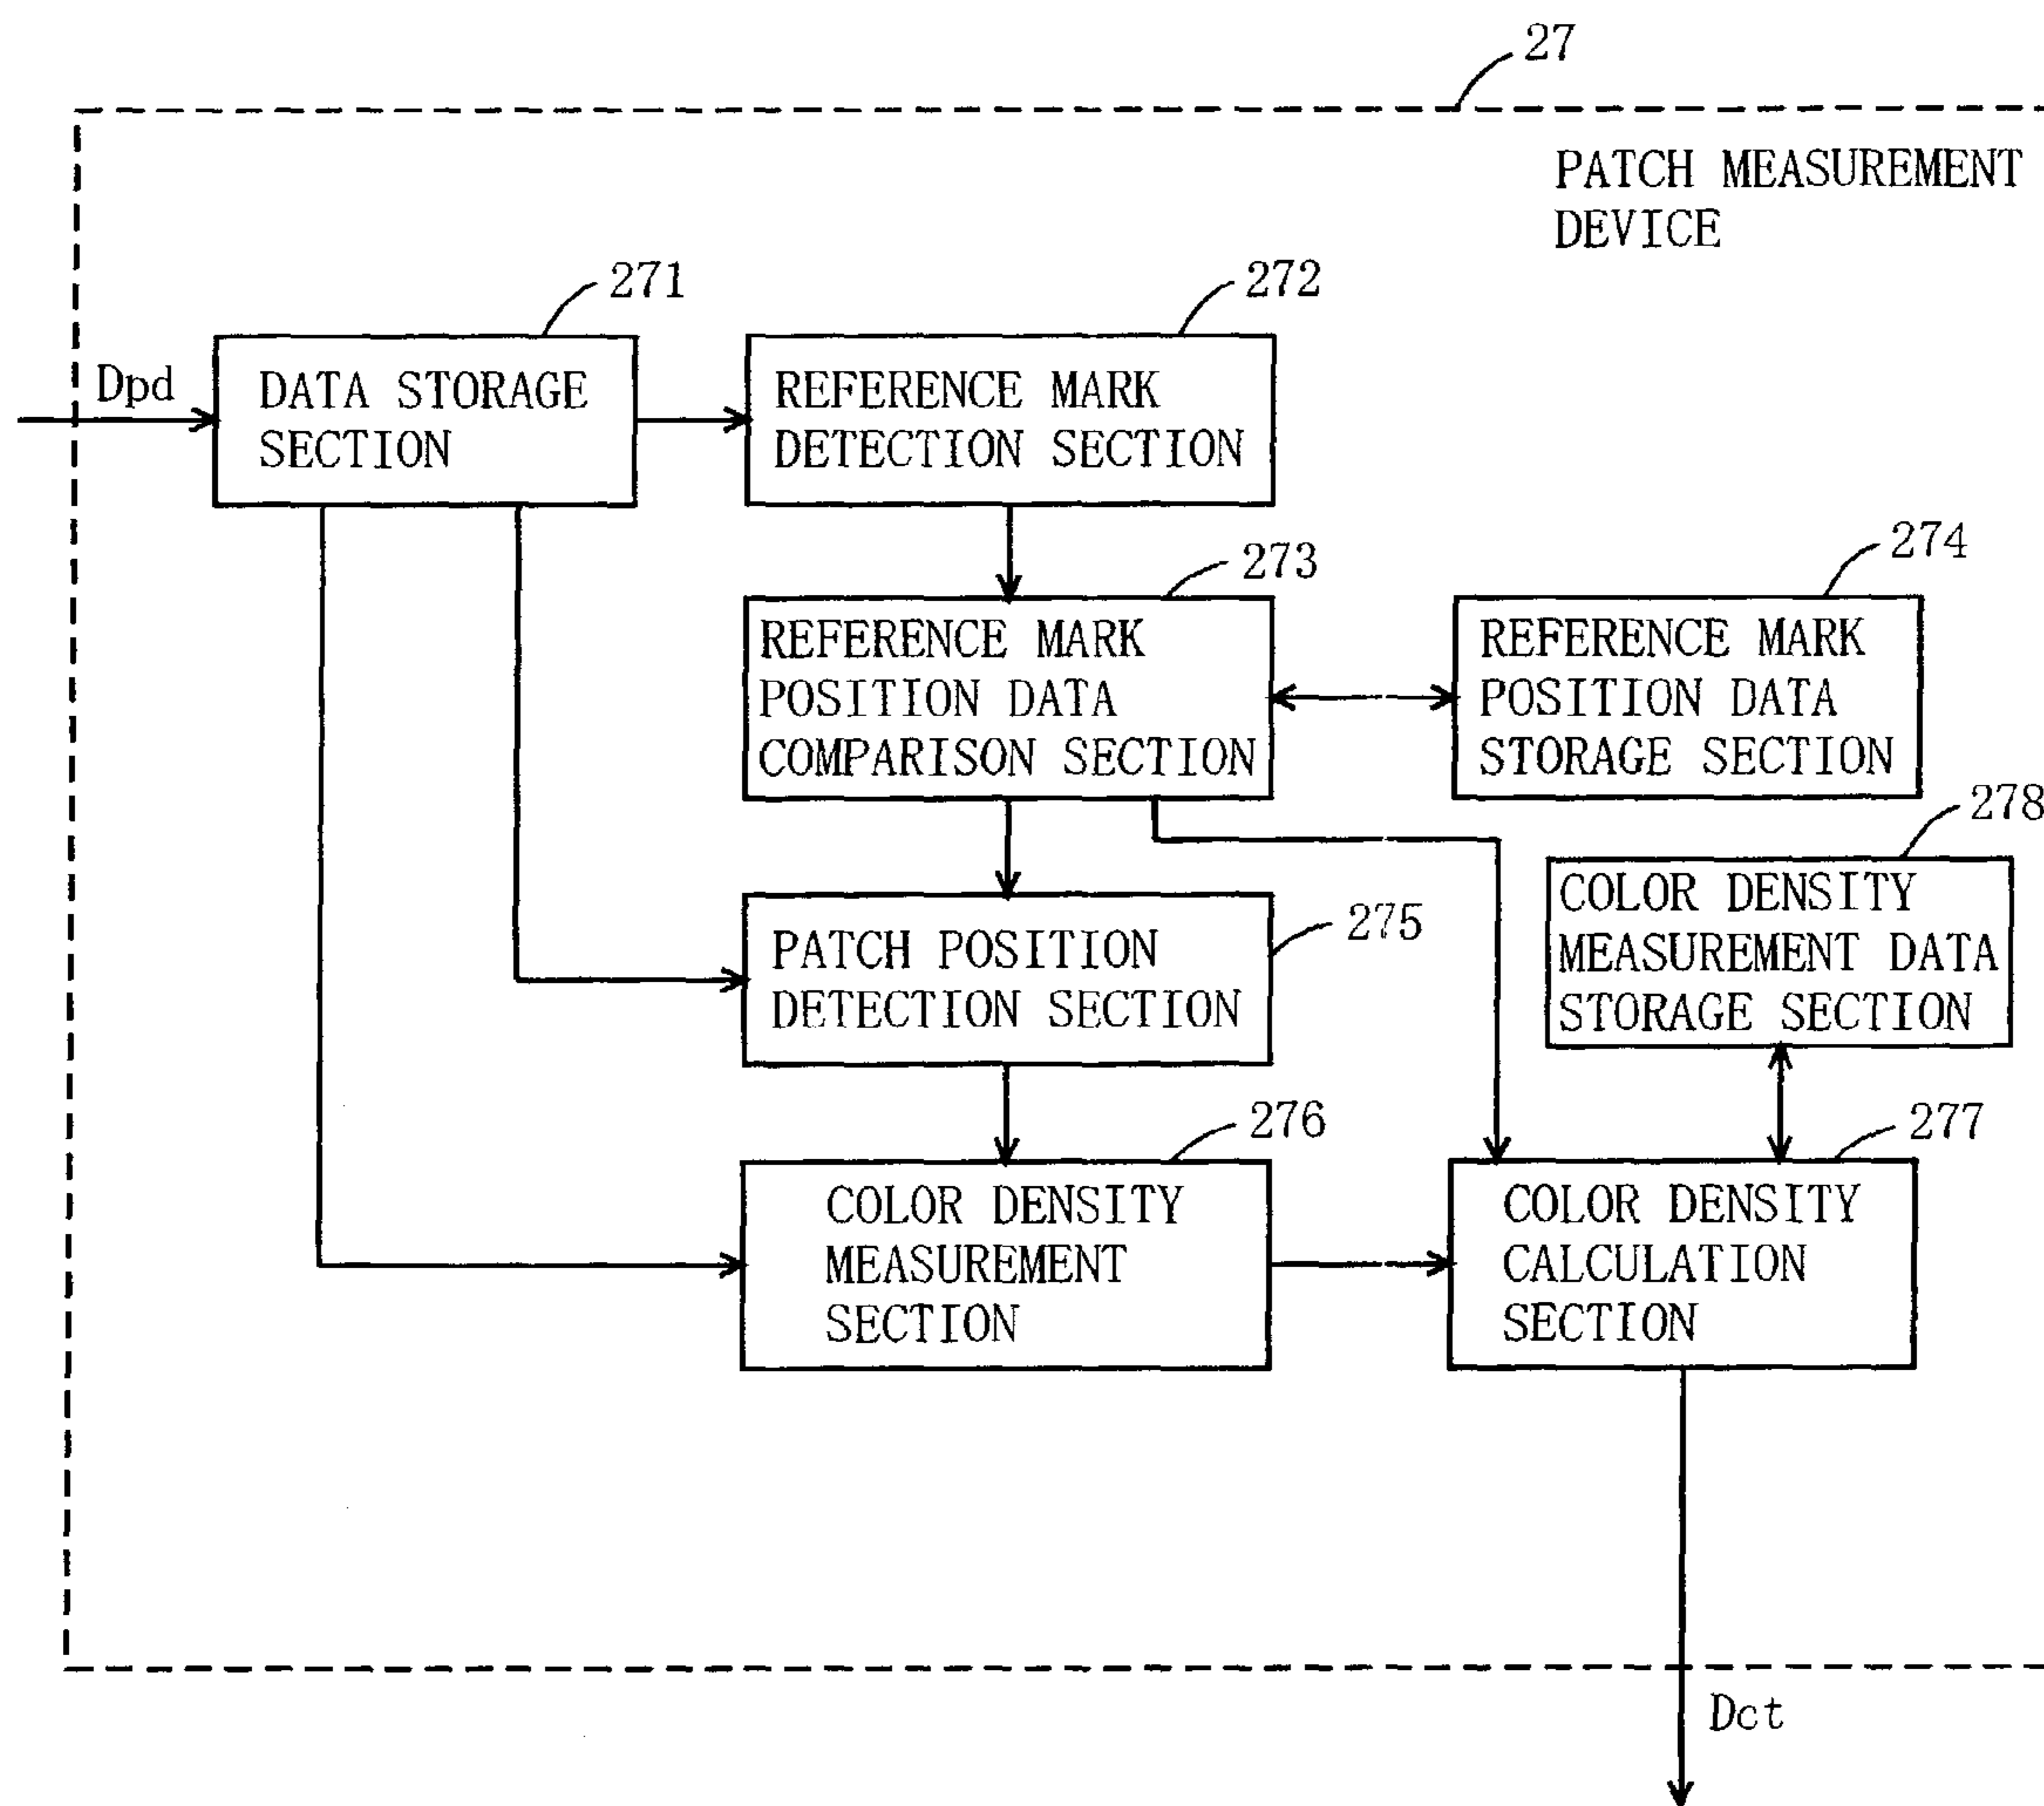 27
PATCH MEASUREMENT
DEVICE
271
272
Dpd
DATA STORAGE
SECTION
REFERENCE MARK
DETECTION SECTION
273
274
REFERENCE MARK
POSITION DATA
COMPARISON SECTION
REFERENCE MARK
POSITION DATA
STORAGE SECTION
278
COLOR DENSITY
MEASUREMENT DATA
STORAGE SECTION
275
PATCH POSITION
DETECTION SECTION
276
277
COLOR DENSITY
MEASUREMENT
SECTION
COLOR DENSITY
CALCULATION
SECTION
Dct